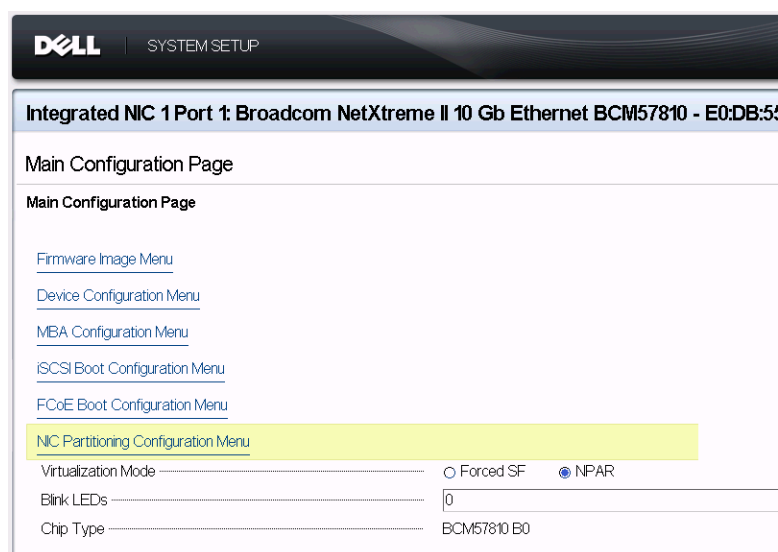 DELL SYSTEM SETUP
Integrated NIC 1 Port 1: Broadcom NetXtreme II 10 Gb Ethernet BCM57810 - E0:DB:55
Main Configuration Page
Main Configuration Page
Firmware Image Menu
Device Configuration Menu
MBA Configuration Menu
iSCSI Boot Configuration Menu
FCoE Boot Configuration Menu
NIC Partitioning Configuration Menu
Virtualization Mode Forced SF NPAR
Blink LEDs 0
Chip Type BCM57810 B0